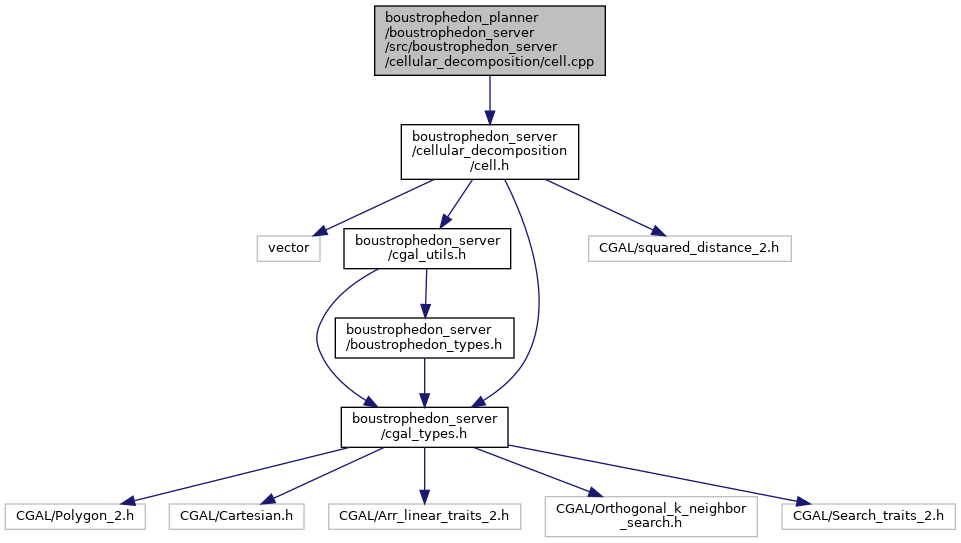 boustrophedon_planner
/boustrophedon_server
/src/boustrophedon_server
/cellular_decomposition/cell.cpp
boustrophedon_server
/cellular_decomposition
/cell.h
vector
boustrophedon_server
/cgal_utils.h
CGAL/squared_distance_2.h
boustrophedon_server
/boustrophedon_types.h
boustrophedon_server
/cgal_types.h
CGAL/Polygon_2.h
CGAL/Cartesian.h
CGAL/Arr_linear_traits_2.h
CGAL/Orthogonal_k_neighbor
_search.h
CGAL/Search_traits_2.h